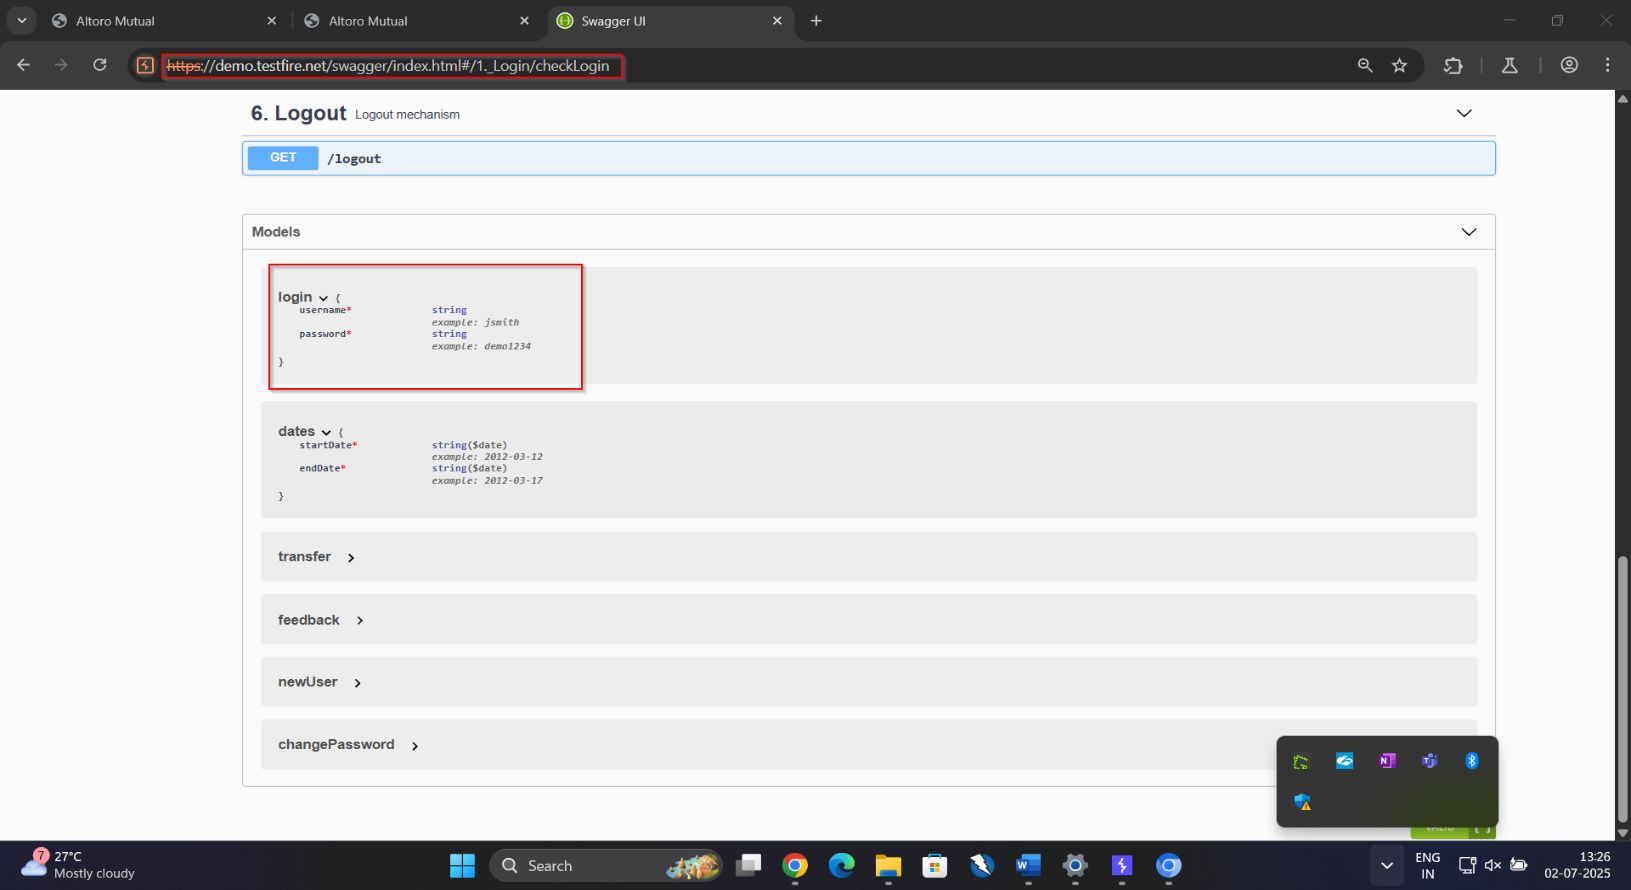 Altoro Mutual
Altoro Mutual
Swagger UI
https://demo.testfire.net/swagger/index.html#/1._Login/checkLogin
6. Logout Logout mechanism
GET /logout
Models
login {
username* string
example: jsmith
password* string
example: demo1234
}
dates {
startDate* string($date)
example: 2012-03-12
endDate* string($date)
example: 2012-03-17
}
transfer
feedback
newUser
changePassword
VALID { }
7
27°C
Mostly cloudy
Search
ENG
IN
13:26
02-07-2025